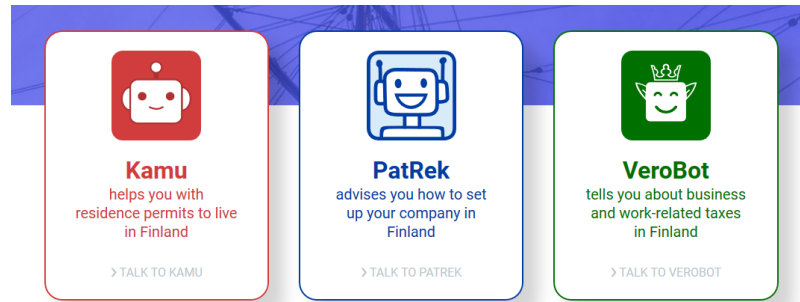 Kamu
helps you with
residence permits to live
in Finland
> TALK TO KAMU
PatRek
advises you how to set
up your company in
Finland
> TALK TO PATREK
VeroBot
tells you about business
and work-related taxes
in Finland
> TALK TO VEROBOT